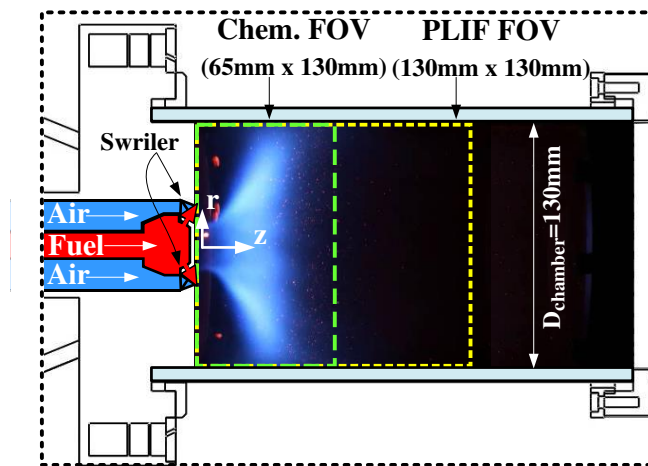 Chem. FOV PLIF FOV
(65mm x 130mm) (130mm x 130mm)
Swriler
Air
r
Fuel
z
Air
Dchamber=130mm